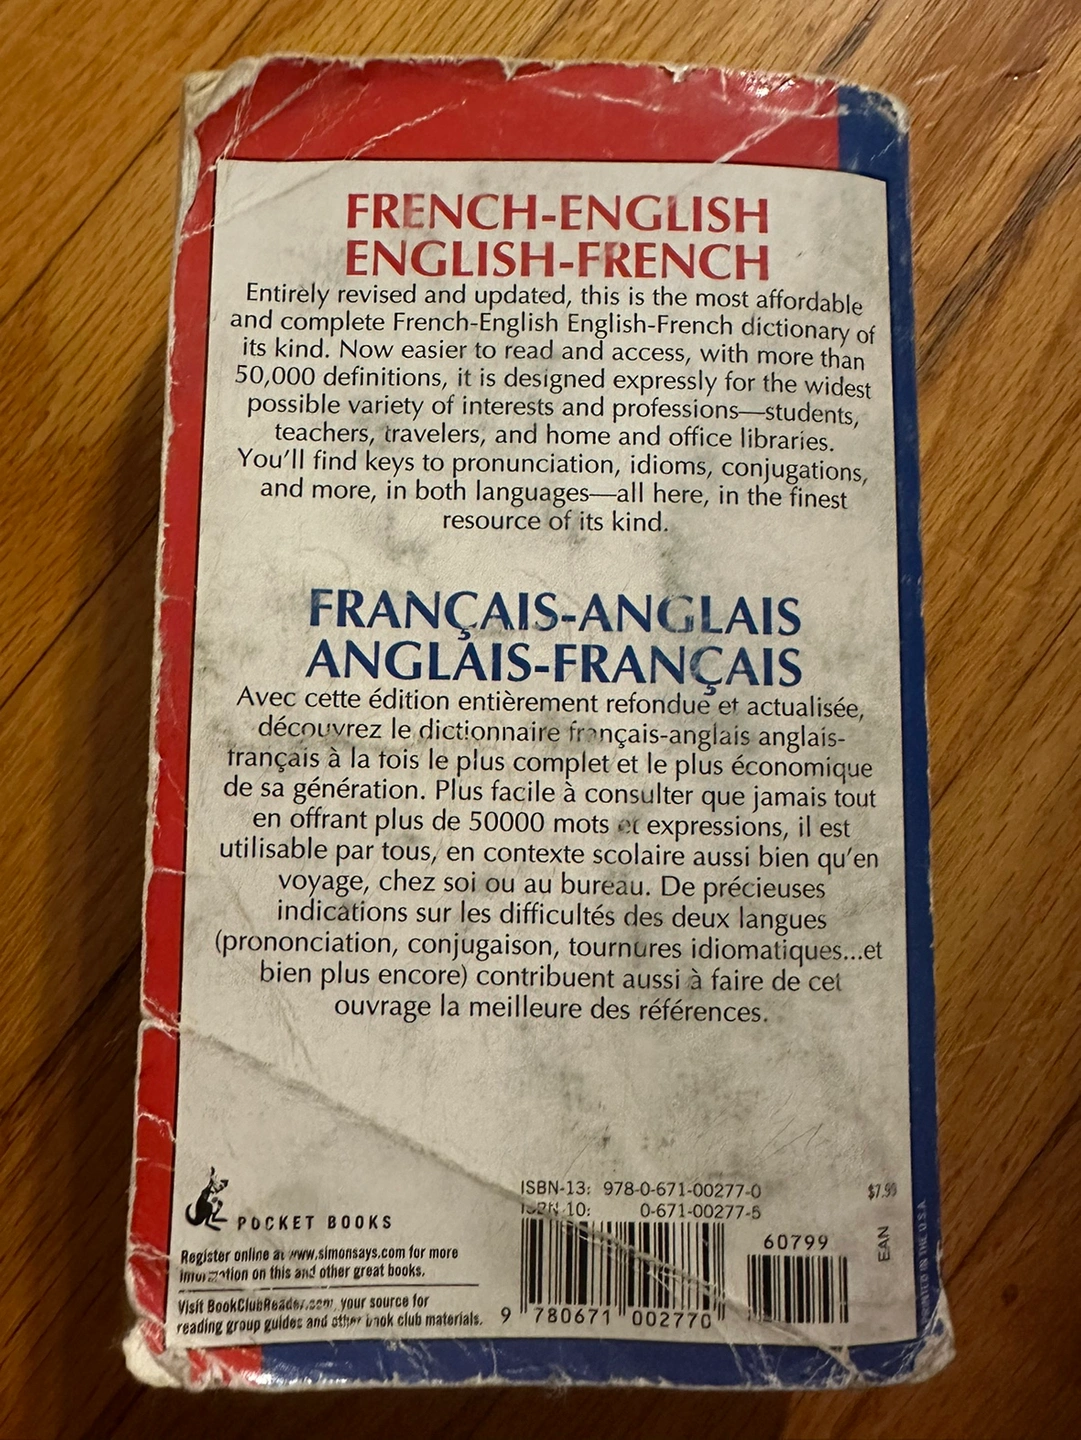 FRENCH-ENGLISH
ENGLISH-FRENCH
Entirely revised and updated, this is the most affordable
and complete French-English English-French dictionary of
its kind. Now easier to read and access, with more than
50,000 definitions, it is designed expressly for the widest
possible variety of interests and professions—students,
teachers, travelers, and home and office libraries.
You'll find keys to pronunciation, idioms, conjugations,
and more, in both languages—all here, in the finest
resource of its kind.
FRANÇAIS-ANGLAIS
ANGLAIS-FRANÇAIS
Avec cette édition entièrement refondue et actualisée,
découvrez le dictionnaire français-anglais anglais-
français à la fois le plus complet et le plus économique
de sa génération. Plus facile à consulter que jamais tout
en offrant plus de 50000 mots et expressions, il est
utilisable par tous, en contexte scolaire aussi bien qu'en
voyage, chez soi ou au bureau. De précieuses
indications sur les difficultés des deux langues
(prononciation, conjugaison, tournures idiomatiques...et
bien plus encore) contribuent aussi à faire de cet
ouvrage la meilleure des références.
POCKET BOOKS
Register online at www.simonsays.com for more
information on this and other great books.
Visit BookClubReader.com, your source for
reading group guides and other book club materials.
ISBN-13: 978-0-671-00277-0
ISBN-10: 0-671-00277-5
9 780671 002770
60799
$7.99
EAN
PRINTED IN THE U.S.A.